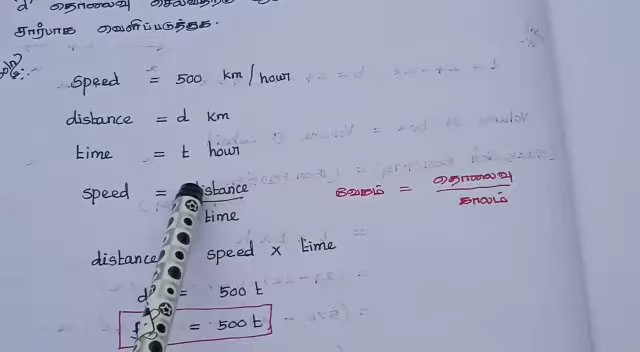 d தொலைவு செல்வதற்கு
சார்பாக வெளிப்படுத்துக.
speed = 500 km/hour
distance = d km
time = t hour
speed = distance / time வேகம் = தொலைவு / காலம்
distance speed x time
d = 500 t
= 500 t